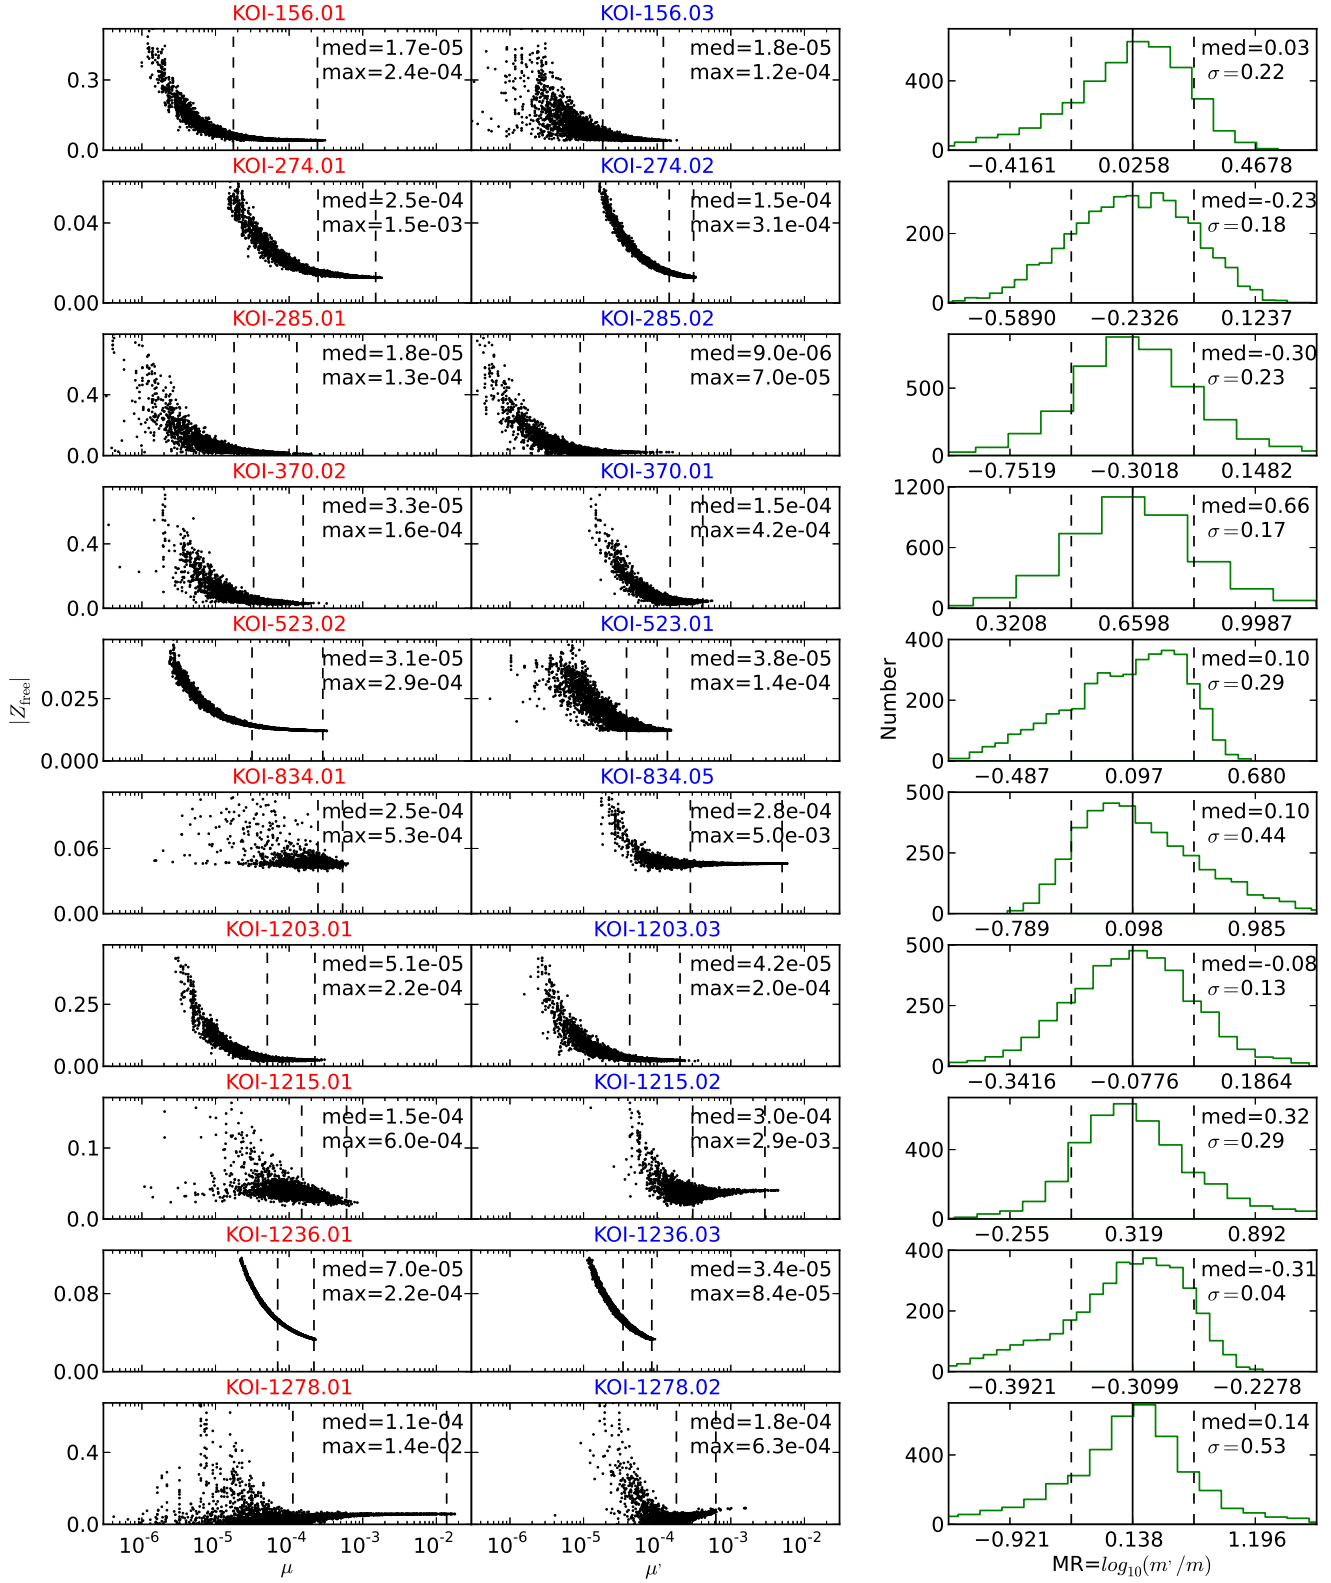 KOI-156.01 KOI-156.03
0.3
0.0
med=1.7e-05
max=2.4e-04
med=1.8e-05
max=1.2e-04
400
0
med=0.03
σ=0.22
−0.4161 0.0258 0.4678
KOI-274.01 KOI-274.02
0.04
0.00
med=2.5e-04
max=1.5e-03
med=1.5e-04
max=3.1e-04
200
0
med=-0.23
σ=0.18
−0.5890 −0.2326 0.1237
KOI-285.01 KOI-285.02
0.4
0.0
med=1.8e-05
max=1.3e-04
med=9.0e-06
max=7.0e-05
500
0
med=-0.30
σ=0.23
−0.7519 −0.3018 0.1482
KOI-370.02 KOI-370.01
0.4
0.0
med=3.3e-05
max=1.6e-04
med=1.5e-04
max=4.2e-04
1200
600
0
med=0.66
σ=0.17
0.3208 0.6598 0.9987
KOI-523.02 KOI-523.01
|Z_free|
0.025
0.000
med=3.1e-05
max=2.9e-04
med=3.8e-05
max=1.4e-04
Number
400
200
0
med=0.10
σ=0.29
−0.487 0.097 0.680
KOI-834.01 KOI-834.05
0.06
0.00
med=2.5e-04
max=5.3e-04
med=2.8e-04
max=5.0e-03
500
250
0
med=0.10
σ=0.44
−0.789 0.098 0.985
KOI-1203.01 KOI-1203.03
0.25
0.00
med=5.1e-05
max=2.2e-04
med=4.2e-05
max=2.0e-04
500
250
0
med=-0.08
σ=0.13
−0.3416 −0.0776 0.1864
KOI-1215.01 KOI-1215.02
0.1
0.0
med=1.5e-04
max=6.0e-04
med=3.0e-04
max=2.9e-03
400
0
med=0.32
σ=0.29
−0.255 0.319 0.892
KOI-1236.01 KOI-1236.03
0.08
0.00
med=7.0e-05
max=2.2e-04
med=3.4e-05
max=8.4e-05
400
200
0
med=-0.31
σ=0.04
−0.3921 −0.3099 −0.2278
KOI-1278.01 KOI-1278.02
0.4
0.0
med=1.1e-04
max=1.4e-02
med=1.8e-04
max=6.3e-04
400
0
med=0.14
σ=0.53
10^-6 10^-5 10^-4 10^-3 10^-2 10^-6 10^-5 10^-4 10^-3 10^-2 −0.921 0.138 1.196
μ μ' MR=log_10(m'/m)